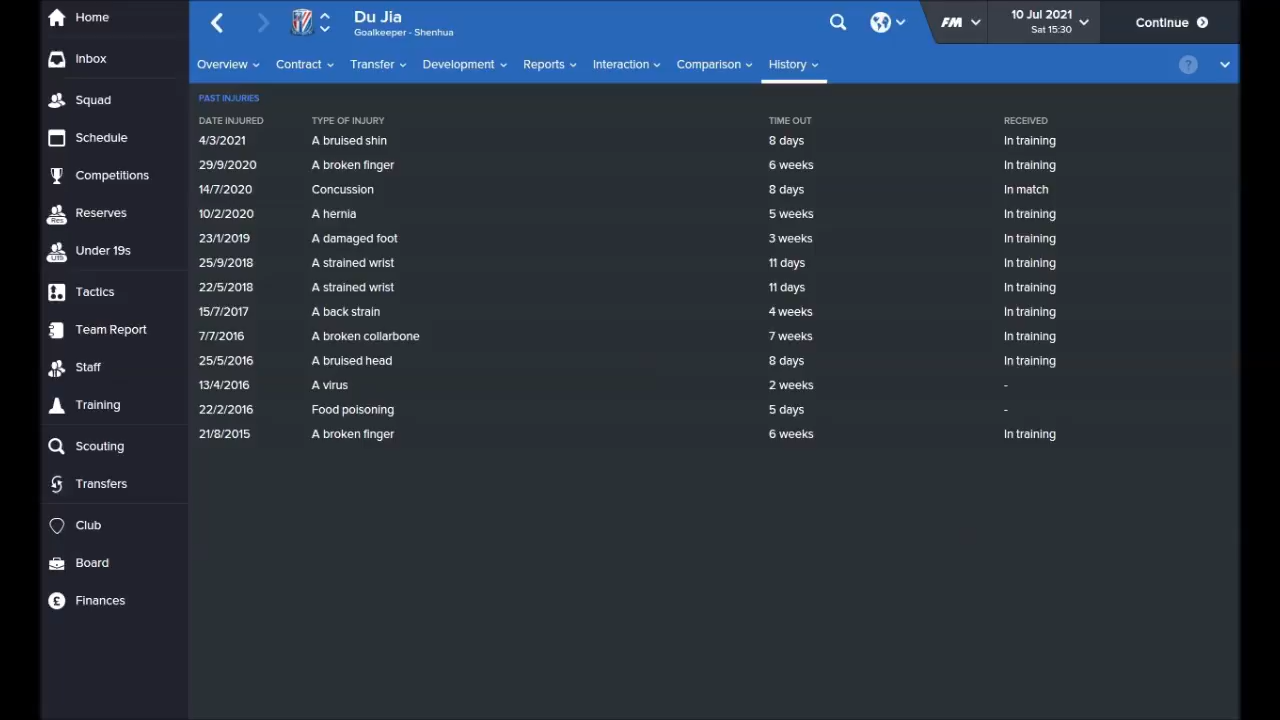 Home
Inbox
Squad
Schedule
Competitions
Res
Reserves
U19
Under 19s
Tactics
Team Report
Staff
Training
Scouting
Transfers
Club
Board
£ Finances
Du Jia
Goalkeeper - Shenhua
FM
10 Jul 2021
Sat 15:30
Continue
Overview Contract Transfer Development Reports Interaction Comparison History ?
PAST INJURIES
DATE INJURED TYPE OF INJURY TIME OUT RECEIVED
4/3/2021 A bruised shin 8 days In training
29/9/2020 A broken finger 6 weeks In training
14/7/2020 Concussion 8 days In match
10/2/2020 A hernia 5 weeks In training
23/1/2019 A damaged foot 3 weeks In training
25/9/2018 A strained wrist 11 days In training
22/5/2018 A strained wrist 11 days In training
15/7/2017 A back strain 4 weeks In training
7/7/2016 A broken collarbone 7 weeks In training
25/5/2016 A bruised head 8 days In training
13/4/2016 A virus 2 weeks -
22/2/2016 Food poisoning 5 days -
21/8/2015 A broken finger 6 weeks In training